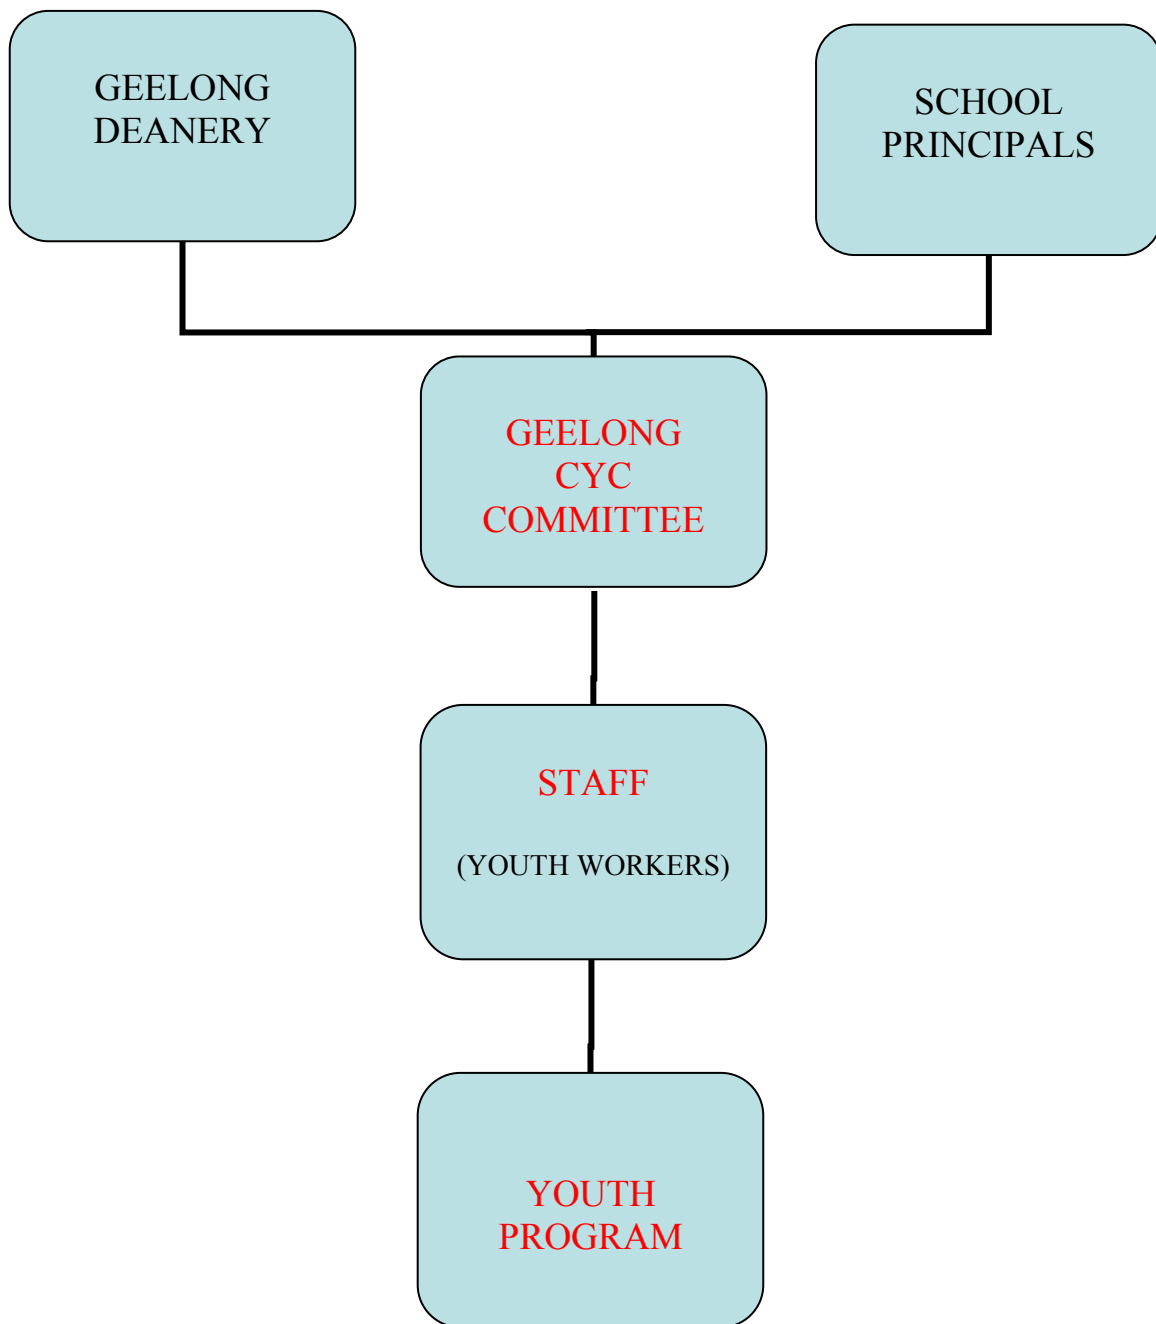 GEELONG
DEANERY
SCHOOL
PRINCIPALS
GEELONG
CYC
COMMITTEE
STAFF
(YOUTH WORKERS)
YOUTH
PROGRAM